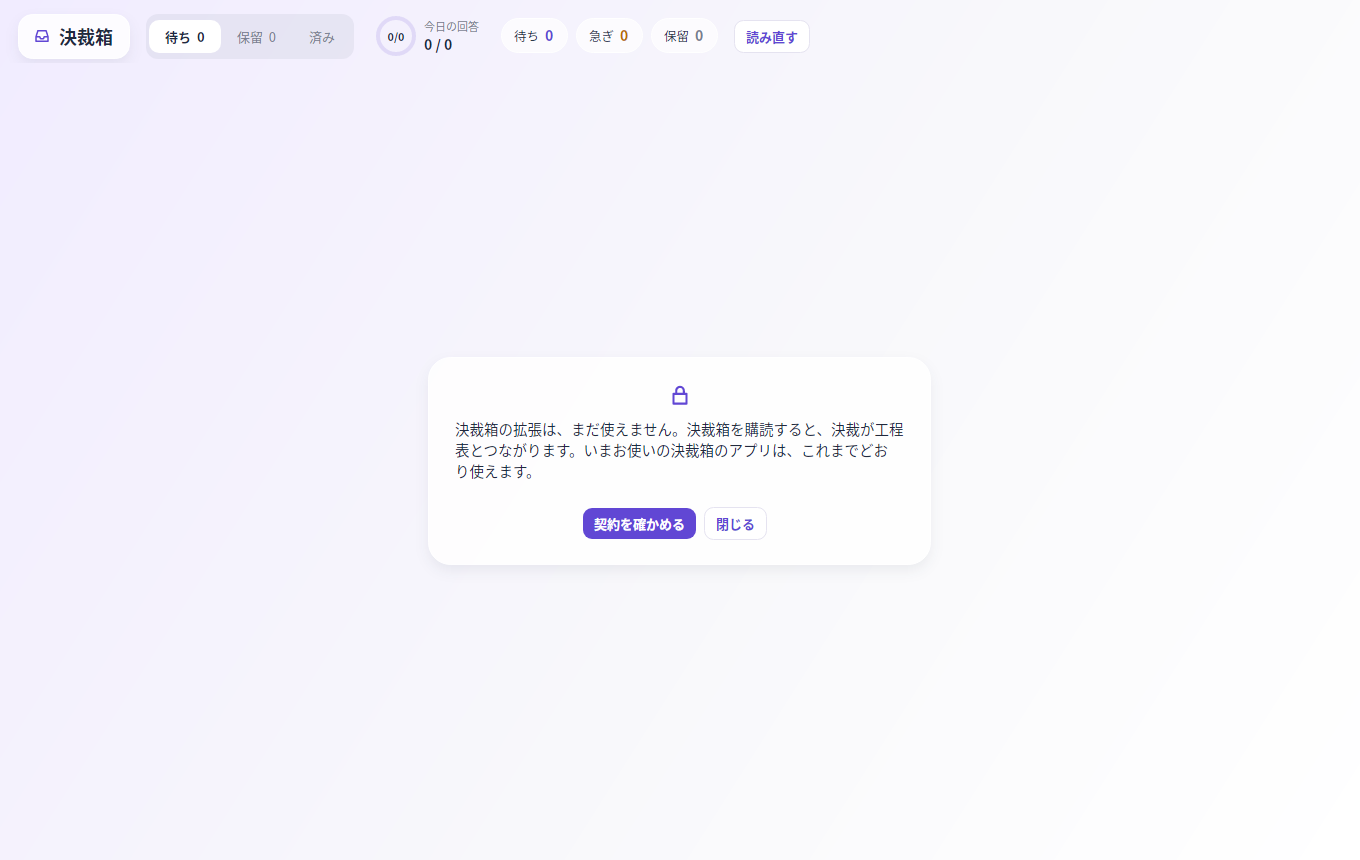 決裁箱
待ち 0
保留 0
済み
0/0
今日の回答
0 / 0
待ち 0
急ぎ 0
保留 0
読み直す
決裁箱の拡張は、まだ使えません。決裁箱を購読すると、決裁が工程
表とつながります。いまお使いの決裁箱のアプリは、これまでどお
り使えます。
契約を確かめる
閉じる